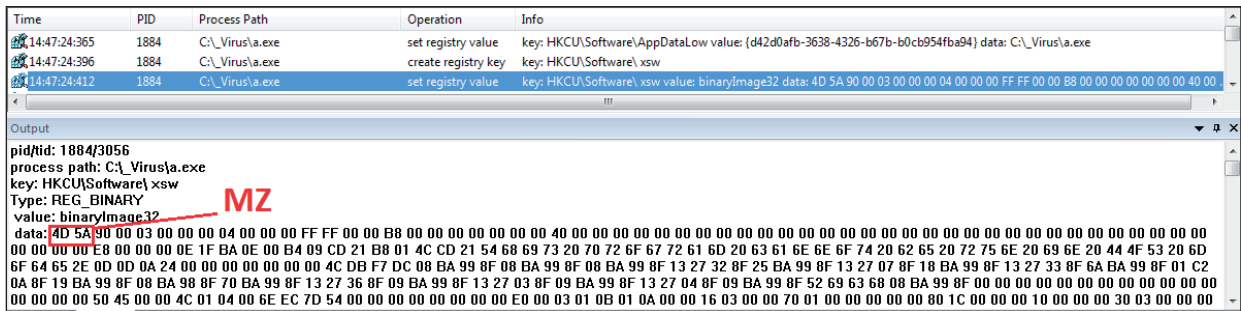 Time PID Process Path Operation Info
14:47:24:365 1884 C:\_Virus\a.exe set registry value key: HKCU\Software\AppDataLow value: {d42d0afb-3638-4326-b67b-b0cb954fba94} data: C:\_Virus\a.exe
14:47:24:396 1884 C:\_Virus\a.exe create registry key key: HKCU\Software\ xsw
14:47:24:412 1884 C:\_Virus\a.exe set registry value key: HKCU\Software\ xsw value: binaryImage32 data: 4D 5A 90 00 03 00 00 00 04 00 00 00 FF FF 00 00 B8 00 00 00 00 00 00 00 40 00 ...
Output
pid/tid: 1884/3056
process path: C:\_Virus\a.exe
key: HKCU\Software\ xsw
Type: REG_BINARY
MZ
value: binaryImage32
data: 4D 5A 90 00 03 00 00 00 04 00 00 00 FF FF 00 00 B8 00 00 00 00 00 00 00 40 00 00 00 00 00 00 00 00 00 00 00 00 00 00 00 00 00 00 00 00 00 00 00 00 00 00 00 00 00 00 00
00 00 00 00 E8 00 00 00 0E 1F BA 0E 00 B4 09 CD 21 B8 01 4C CD 21 54 68 69 73 20 70 72 6F 67 72 61 6D 20 63 61 6E 6E 6F 74 20 62 65 20 72 75 6E 20 69 6E 20 44 4F 53 20 6D
6F 64 65 2E 0D 0D 0A 24 00 00 00 00 00 00 00 4C DB F7 DC 08 BA 99 8F 08 BA 99 8F 08 BA 99 8F 13 27 32 8F 25 BA 99 8F 13 27 07 8F 18 BA 99 8F 13 27 33 8F 6A BA 99 8F 01 C2
0A 8F 19 BA 99 8F 08 BA 98 8F 70 BA 99 8F 13 27 36 8F 09 BA 99 8F 13 27 03 8F 09 BA 99 8F 13 27 04 8F 09 BA 99 8F 52 69 63 68 08 BA 99 8F 00 00 00 00 00 00 00 00 00 00 00 00
00 00 00 00 50 45 00 00 4C 01 04 00 6E EC 7D 54 00 00 00 00 00 00 00 00 E0 00 03 01 0B 01 0A 00 00 16 03 00 00 70 01 00 00 00 00 00 80 1C 00 00 00 10 00 00 00 30 03 00 00 00